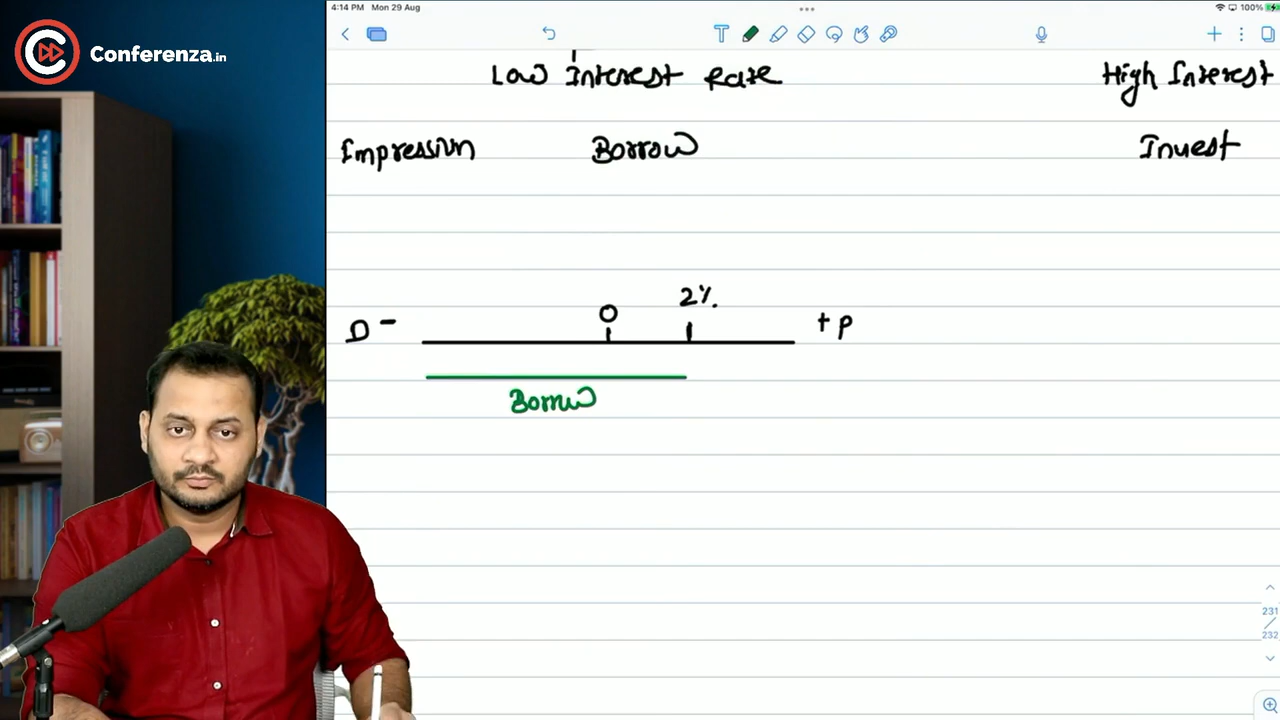 4:14 PM Mon 29 Aug
100%
Conferenza.in
T
Low Interest Rate
High Interest
Impression
Borrow
Invest
0
2%
D -
+ P
Borrow
231
232